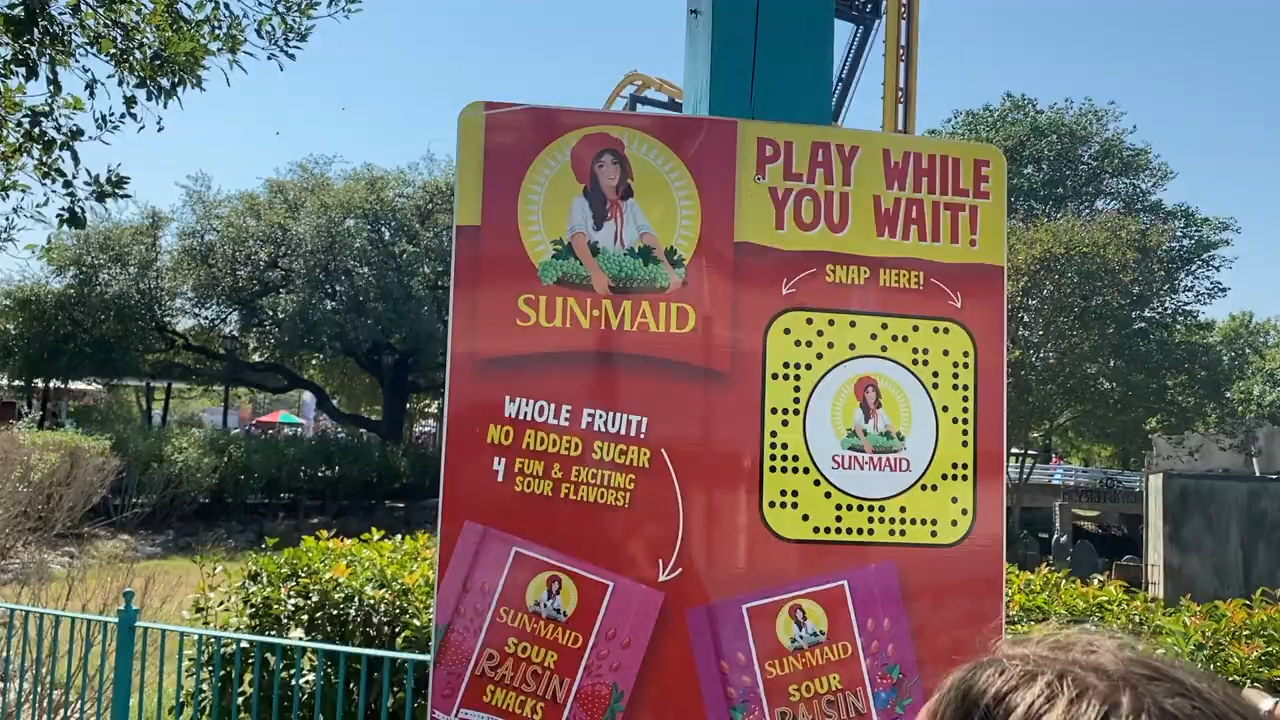 SUN·MAID
PLAY WHILE
YOU WAIT!
SNAP HERE!
SUN·MAID.
WHOLE FRUIT!
NO ADDED SUGAR
4 FUN & EXCITING
SOUR FLAVORS!
SUN·MAID
SOUR
RAISIN
SNACKS
SUN·MAID
SOUR
RAISIN